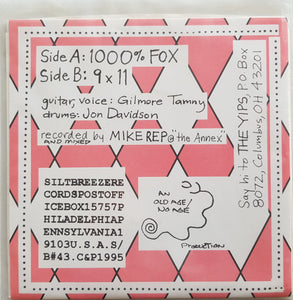 Side A: 1000% FOX
Side B: 9 x 11
guitar, voice: Gilmore Tamny
drums: Jon Davidson
recorded by MIKE REP @ "the Annex"
AND MIXED
SILTBREEZERE
CORDSPOSTOFF
ICEBOX15757P
HILADELPHIAP
ENNSYLVANIA1
9103U.S.A.S/
B#43.C&P1995
AN
OLD AGE/
NO AGE
PRODUCTION
Say hi to THE YIPS, P.O. Box
8072, Columbus, OH 43201